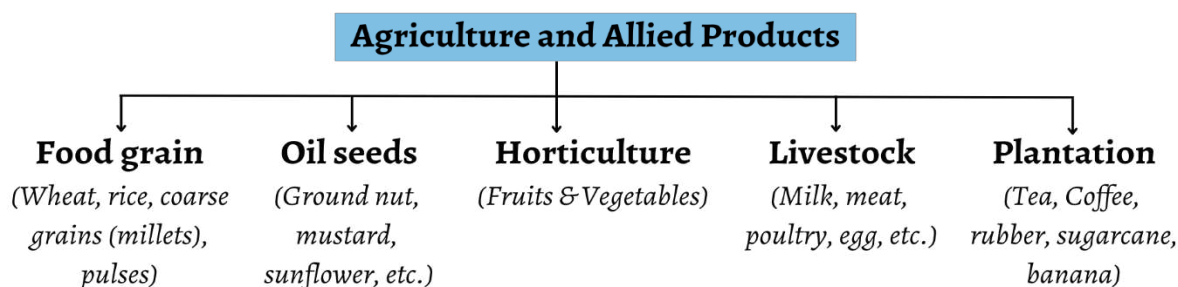 Agriculture and Allied Products
Food grain
(Wheat, rice, coarse
grains (millets),
pulses)
Oil seeds
(Ground nut,
mustard,
sunflower, etc.)
Horticulture
(Fruits & Vegetables)
Livestock
(Milk, meat,
poultry, egg, etc.)
Plantation
(Tea, Coffee,
rubber, sugarcane,
banana)